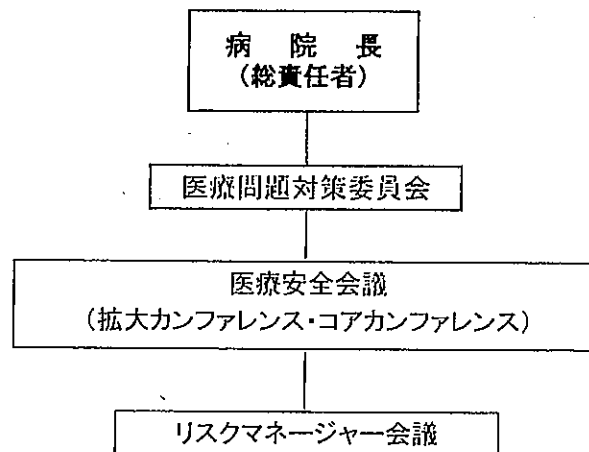 病院長
(総責任者)
医療問題対策委員会
医療安全会議
(拡大カンファレンス・コアカンファレンス)
リスクマネージャー会議